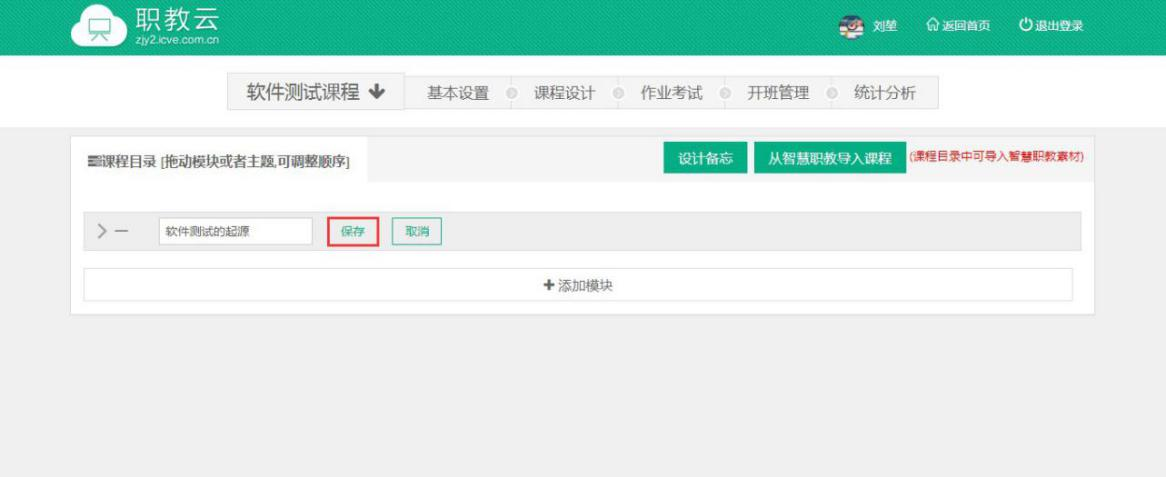 职教云
zjy2.icve.com.cn
刘堃 返回首页 退出登录
软件测试课程 基本设置 课程设计 作业考试 开班管理 统计分析
课程目录 [拖动模块或者主题,可调整顺序] 设计备忘 从智慧职教导入课程 (课程目录中可导入智慧职教素材)
软件测试的起源 保存 取消
+ 添加模块